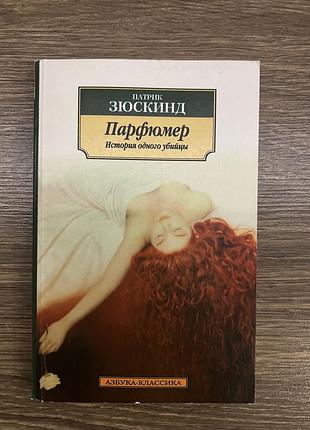 ПАТРИК
ЗЮСКИНД
Парфюмер
История одного убийцы
АЗБУКА-КЛАССИКА